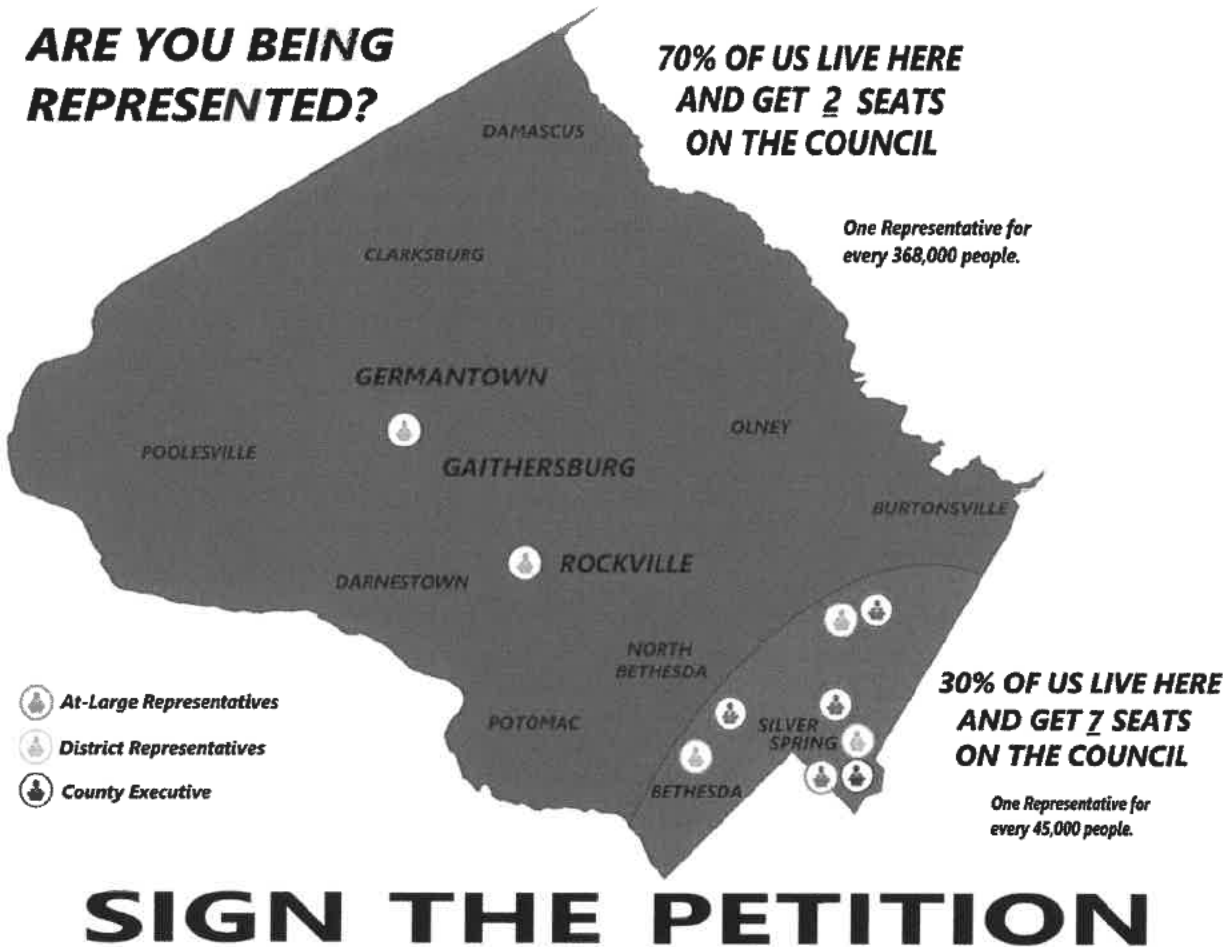 ARE YOU BEING
REPRESENTED?
70% OF US LIVE HERE
AND GET 2 SEATS
ON THE COUNCIL
One Representative for
every 368,000 people.
DAMASCUS
CLARKSBURG
GERMANTOWN
OLNEY
POOLESVILLE
GAITHERSBURG
BURTONSVILLE
ROCKVILLE
DARNESTOWN
NORTH
BETHESDA
POTOMAC
SILVER
SPRING
BETHESDA
At-Large Representatives
District Representatives
County Executive
30% OF US LIVE HERE
AND GET 7 SEATS
ON THE COUNCIL
One Representative for
every 45,000 people.
SIGN THE PETITION